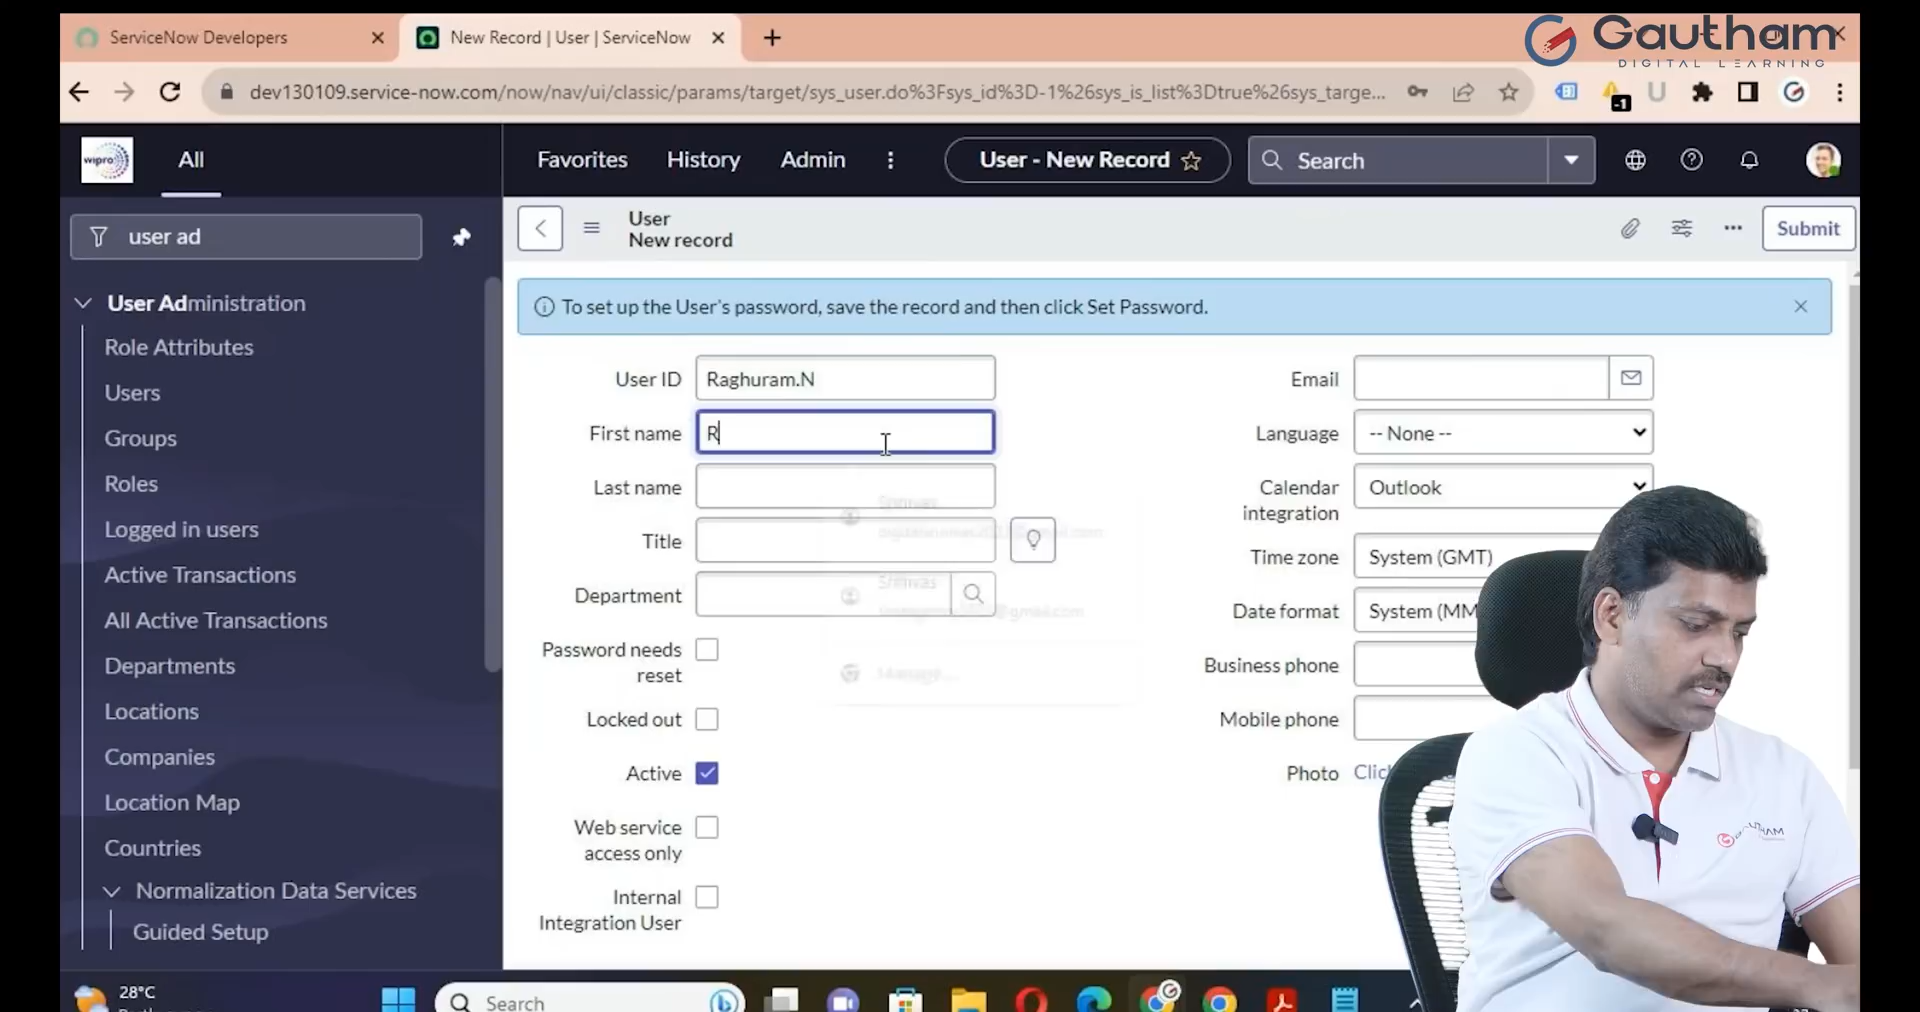 ServiceNow Developers
New Record | User | ServiceNow
Gautham
DIGITAL LEARNING
dev130109.service-now.com/now/nav/ui/classic/params/target/sys_user.do%3Fsys_id%3D-1%26sys_is_list%3Dtrue%26sys_targe...
-1
wipro
All
Favorites
History
Admin
User - New Record
Search
user ad
User
New record
Submit
User Administration
Role Attributes
Users
Groups
Roles
Logged in users
Active Transactions
All Active Transactions
Departments
Locations
Companies
Location Map
Countries
Normalization Data Services
Guided Setup
To set up the User's password, save the record and then click Set Password.
User ID
Raghuram.N
First name
R
Last name
Title
Department
Password needs
reset
Locked out
Active
Web service
access only
Internal
Integration User
Email
Language
-- None --
Calendar
integration
Outlook
Time zone
System (GMT)
Date format
System (MM
Business phone
Mobile phone
Photo
Shrinivas
Shrinivas
@gmail.com
Manage...
28°C
Search